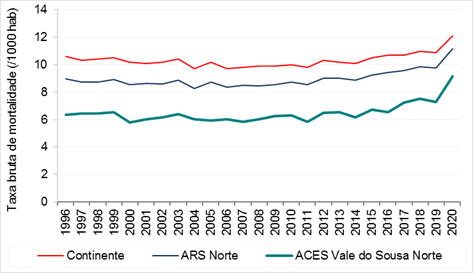 Taxa bruta de mortalidade (/1000 hab)
14
12
10
8
6
4
2
0
1996 1997 1998 1999 2000 2001 2002 2003 2004 2005 2006 2007 2008 2009 2010 2011 2012 2013 2014 2015 2016 2017 2018 2019 2020
Continente ARS Norte ACES Vale do Sousa Norte